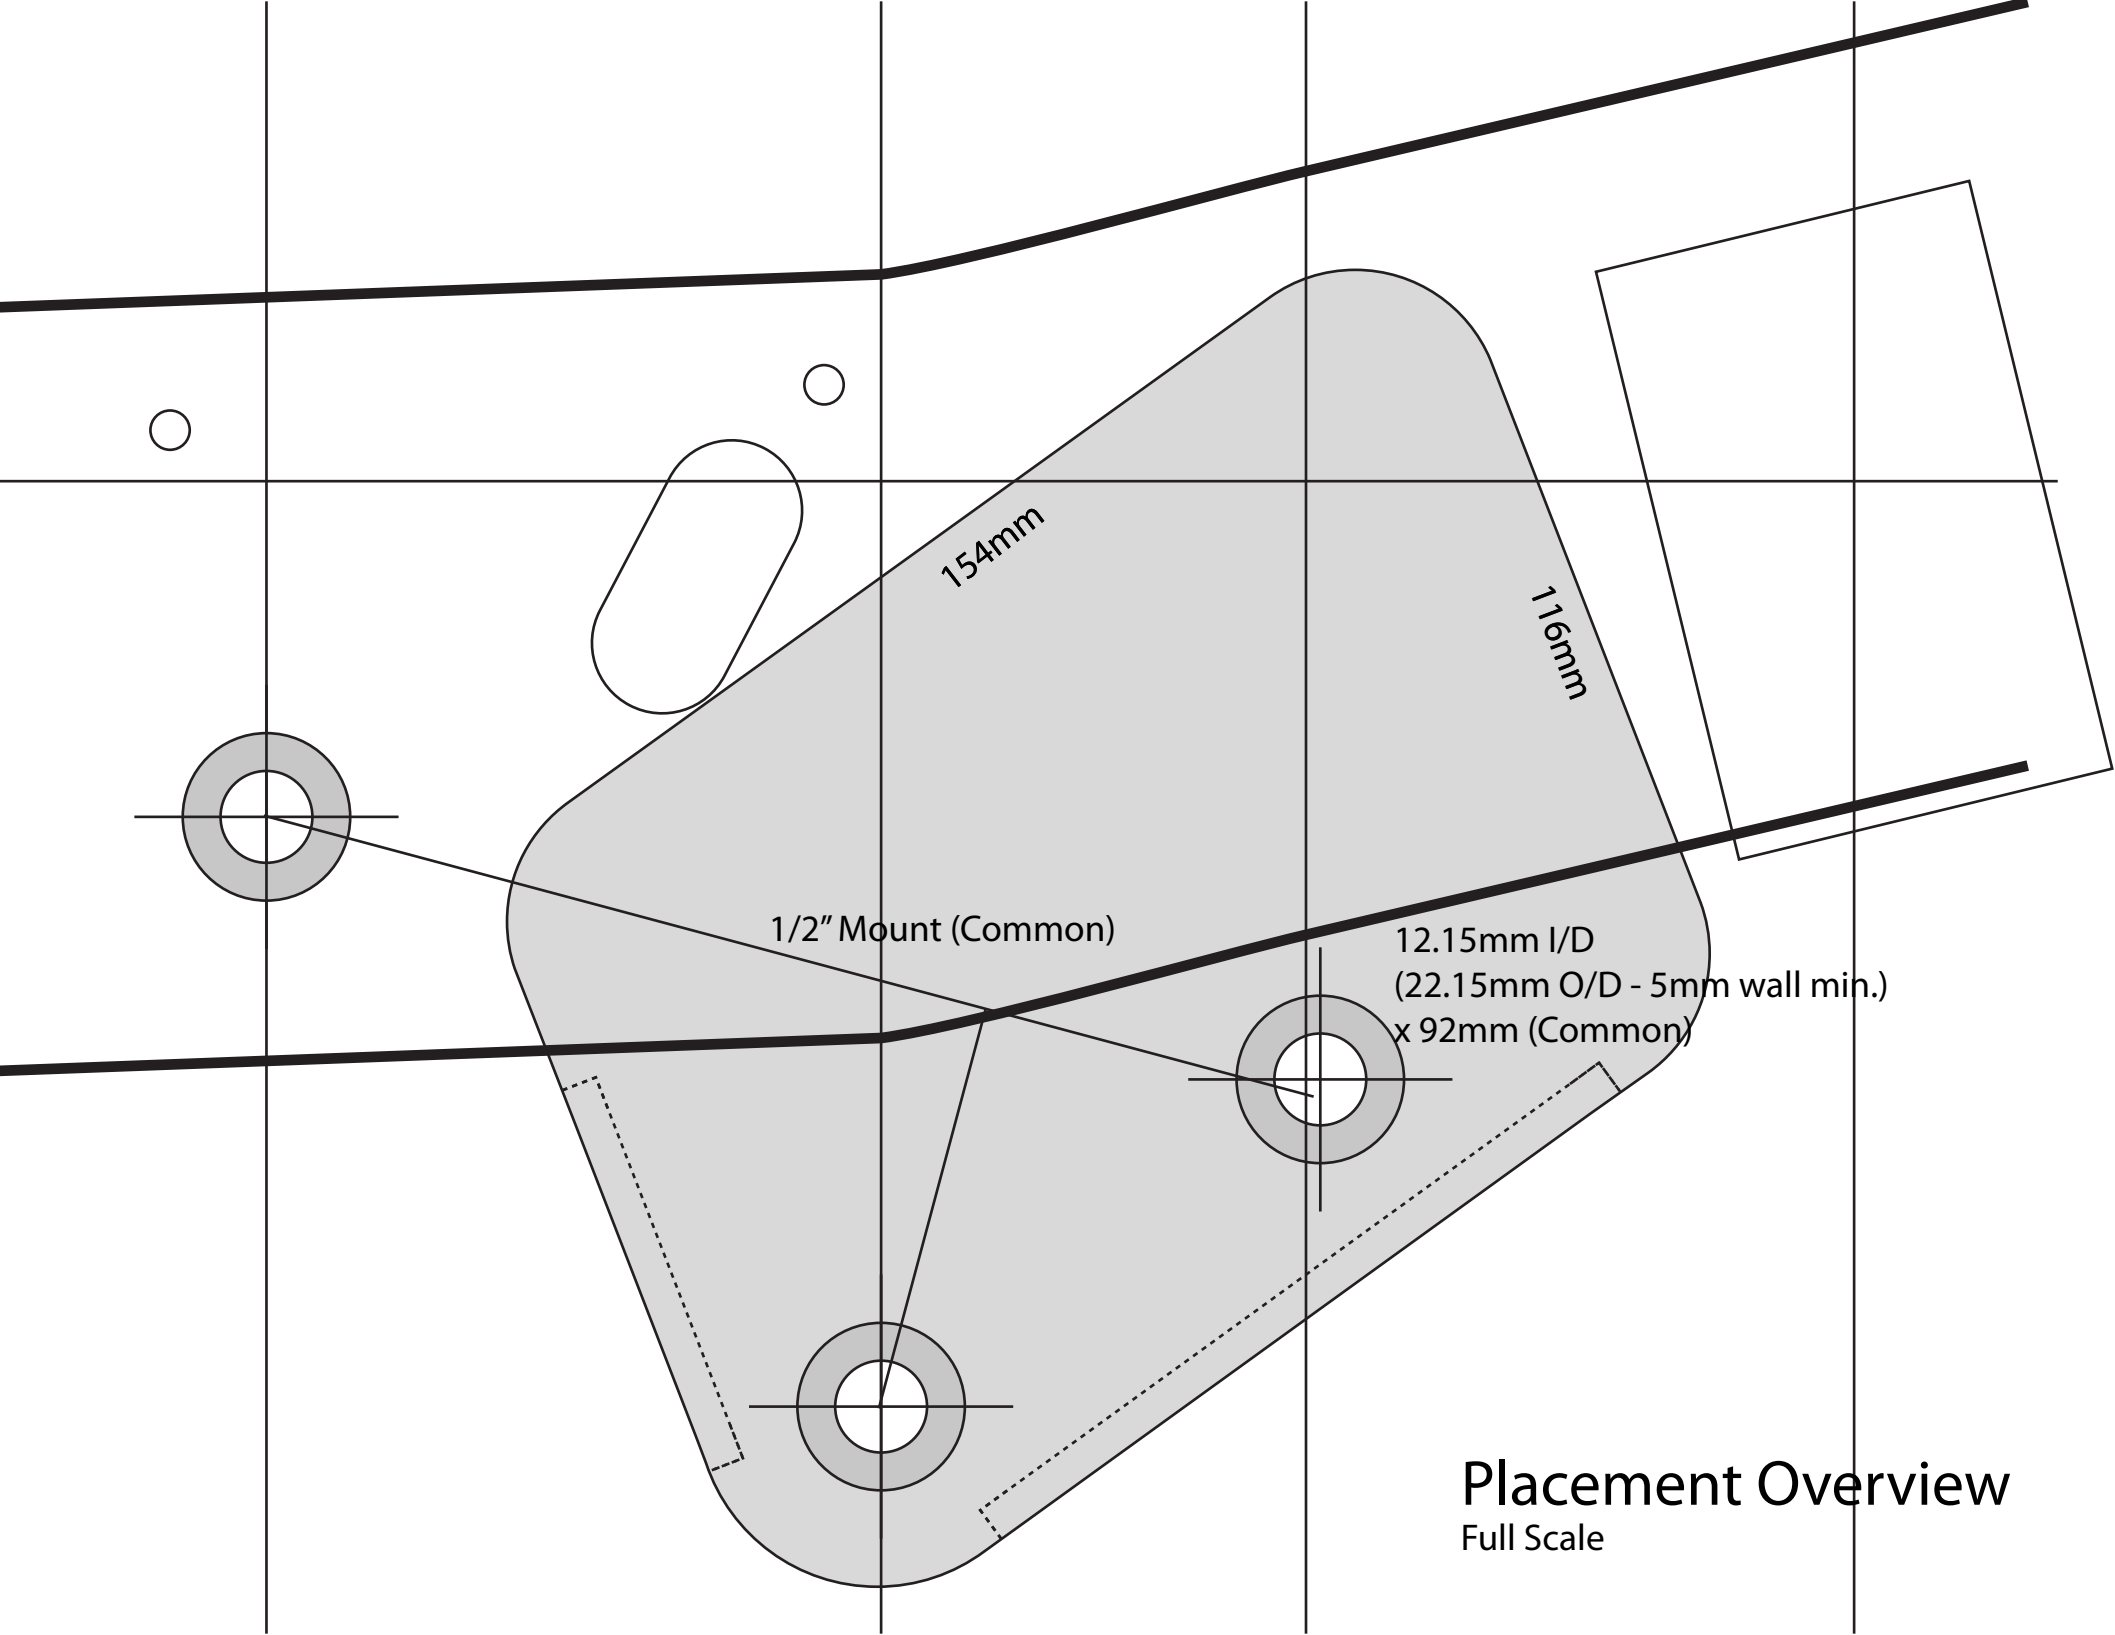 154mm
116mm
1/2” Mount (Common)
12.15mm I/D
(22.15mm O/D - 5mm wall min.)
x 92mm (Common)
Placement Overview
Full Scale